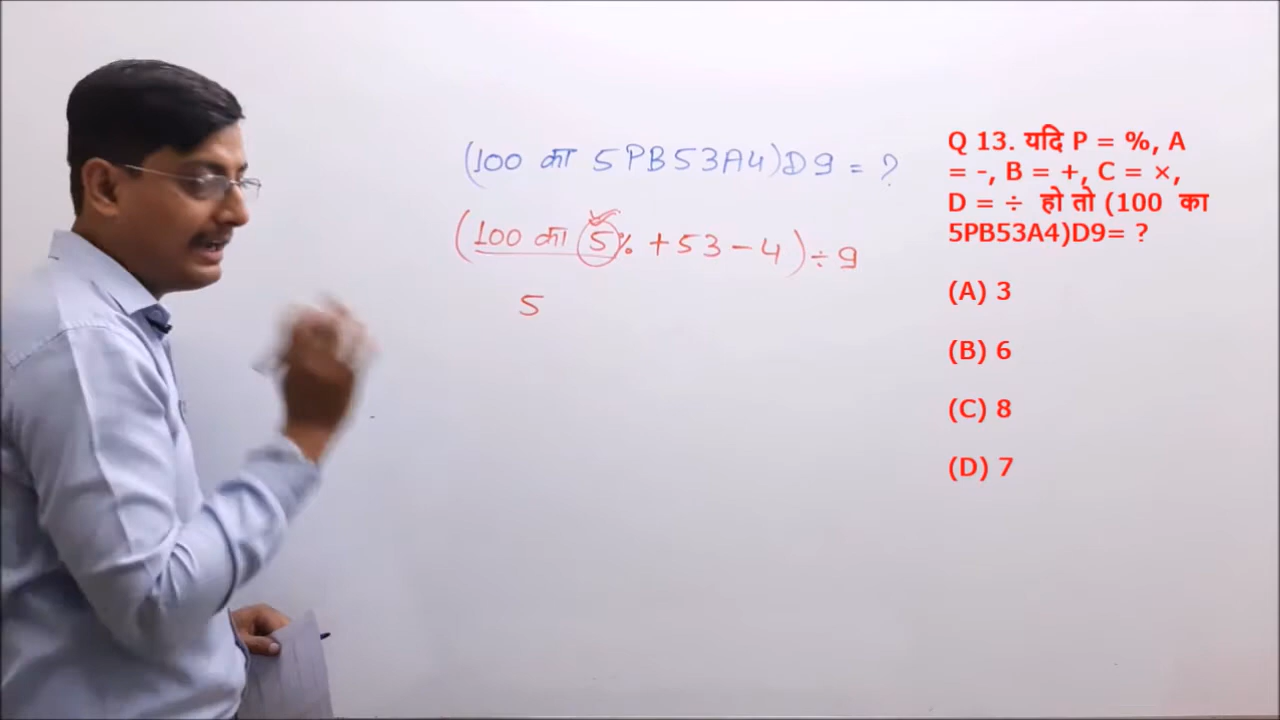 (100 का 5PB53A4)D9 = ?
(100 का 5% + 53 - 4) ÷ 9
5
Q 13. यदि P = %, A
= -, B = +, C = ×,
D = ÷ हो तो (100 का
5PB53A4)D9= ?
(A) 3
(B) 6
(C) 8
(D) 7